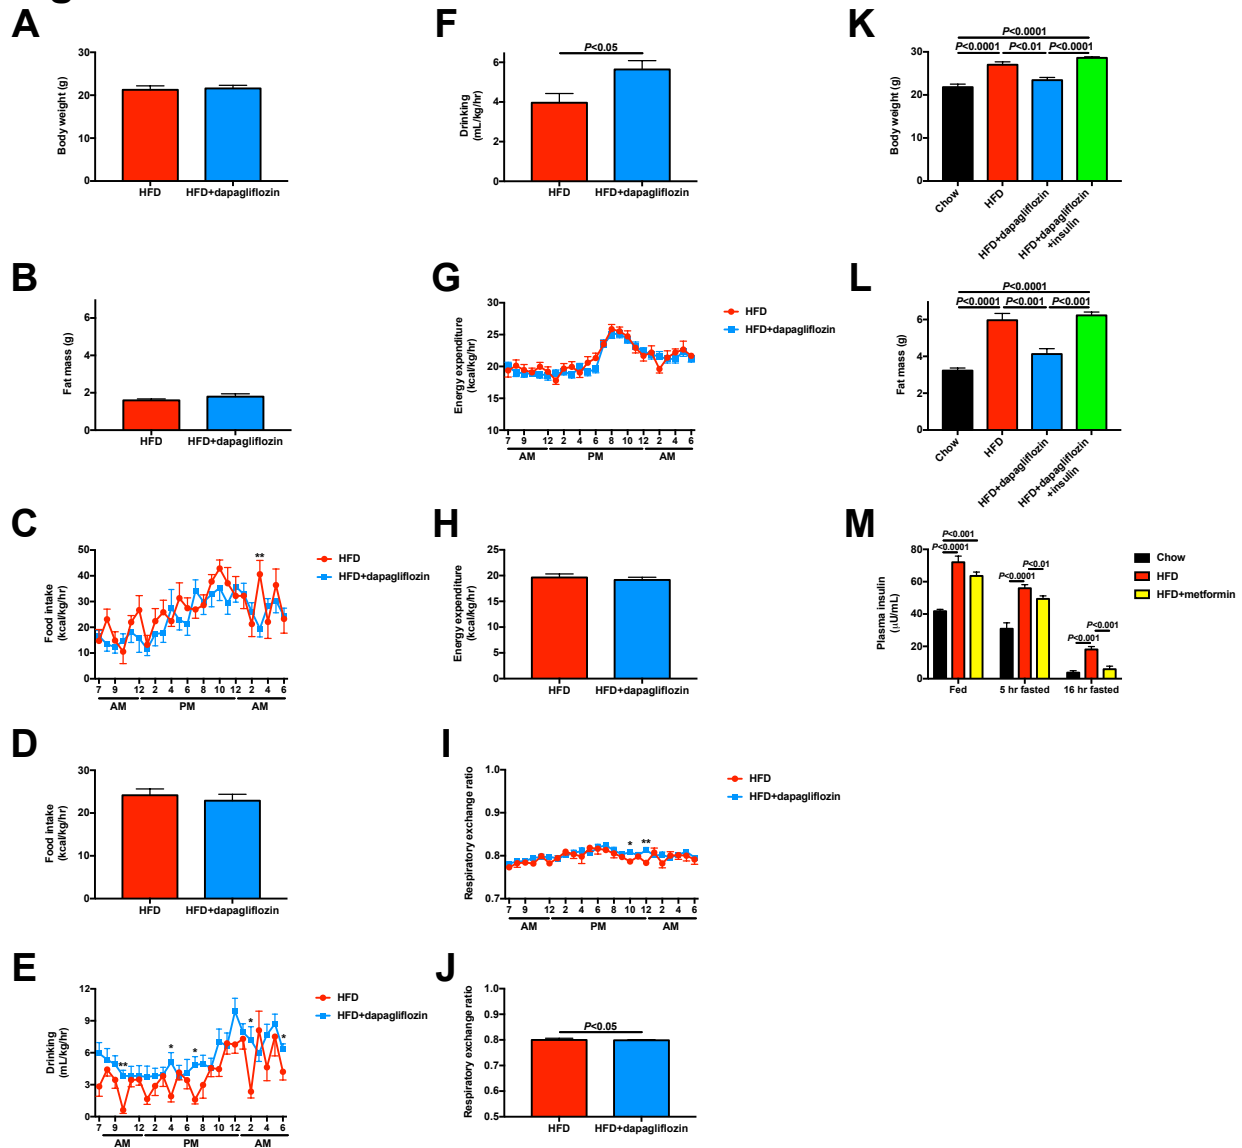 A
Body weight (g)
30
20
10
0
HFD
HFD+dapagliflozin
B
Fat mass (g)
6
4
2
0
HFD
HFD+dapagliflozin
C
Food intake
(kcal/kg/hr)
50
40
30
20
10
0
**
HFD
HFD+dapagliflozin
7 9 12 2 4 6 8 10 12 2 4 6
AM PM AM
D
Food intake
(kcal/kg/hr)
30
20
10
0
HFD
HFD+dapagliflozin
E
Drinking
(mL/kg/hr)
12
9
6
3
0
** * * * *
HFD
HFD+dapagliflozin
7 9 12 2 4 6 8 10 12 2 4 6
AM PM AM
F
Drinking
(mL/kg/hr)
6
4
2
0
P<0.05
HFD
HFD+dapagliflozin
G
Energy expenditure
(kcal/kg/hr)
30
25
20
15
10
HFD
HFD+dapagliflozin
7 9 12 2 4 6 8 10 12 2 4 6
AM PM AM
H
Energy expenditure
(kcal/kg/hr)
25
20
15
10
5
0
HFD
HFD+dapagliflozin
I
Respiratory exchange ratio
1.0
0.9
0.8
0.7
* **
HFD
HFD+dapagliflozin
7 9 12 2 4 6 8 10 12 2 4 6
AM PM AM
J
Respiratory exchange ratio
1.0
0.9
0.8
0.7
0.6
0.5
P<0.05
HFD
HFD+dapagliflozin
K
Body weight (g)
30
20
10
0
P<0.0001
P<0.0001 P<0.01 P<0.0001
Chow
HFD
HFD+dapagliflozin
HFD+dapagliflozin
+insulin
L
Fat mass (g)
6
4
2
0
P<0.0001
P<0.0001 P<0.001 P<0.001
Chow
HFD
HFD+dapagliflozin
HFD+dapagliflozin
+insulin
M
Plasma insulin
(μU/mL)
80
60
40
20
0
P<0.001
P<0.0001
P<0.01
P<0.0001
P<0.001
P<0.001
Fed
5 hr fasted
16 hr fasted
Chow
HFD
HFD+metformin